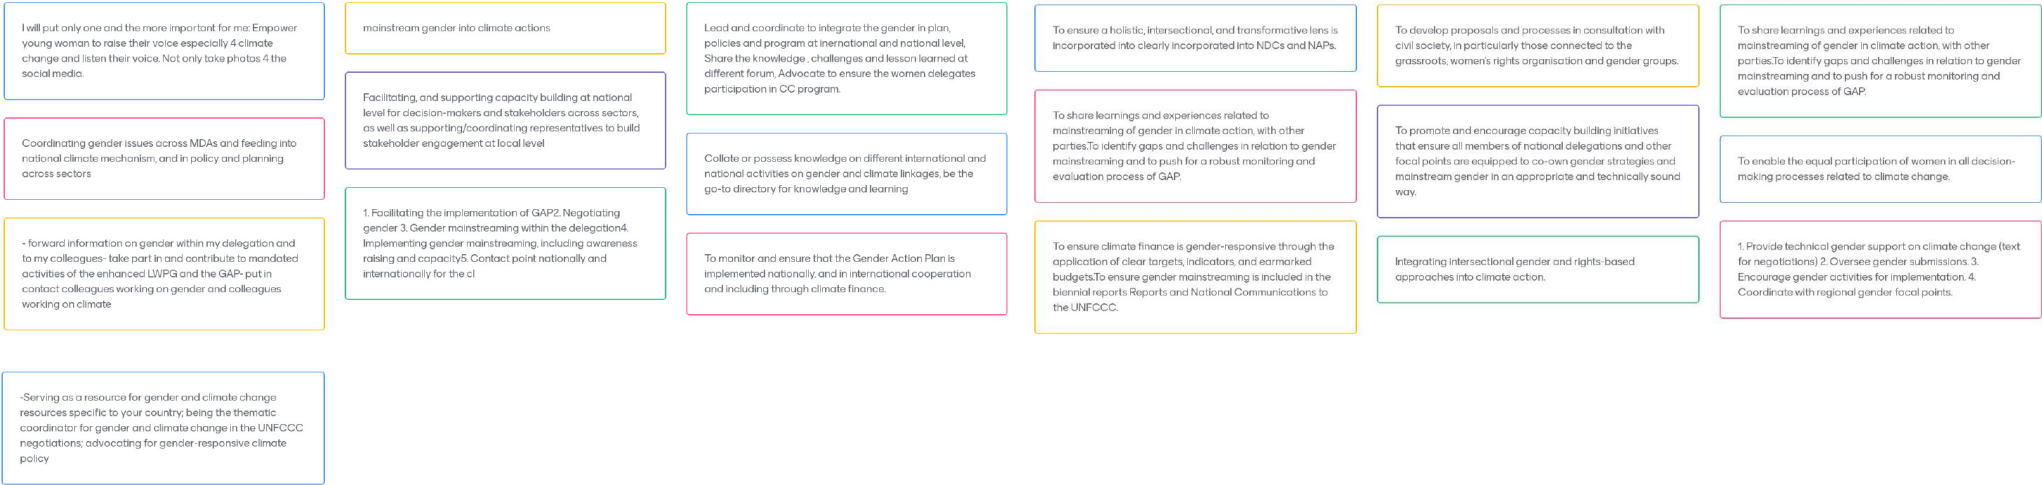 I will put only one and the more important for me: Empower
young woman to raise their voice especially 4 climate
change and listen their voice. Not only take photos 4 the
social media.
Coordinating gender issues across MDAs and feeding into
national climate mechanism, and in policy and planning
across sectors
- forward information on gender within my delegation and
to my colleagues- take part in and contribute to mandated
activities of the enhanced LWPG and the GAP- put in
contact colleagues working on gender and colleagues
working on climate
-Serving as a resource for gender and climate change
resources specific to your country; being the thematic
coordinator for gender and climate change in the UNFCCC
negotiations; advocating for gender-responsive climate
policy
mainstream gender into climate actions
Facilitating, and supporting capacity building at national
level for decision-makers and stakeholders across sectors,
as well as supporting/coordinating representatives to build
stakeholder engagement at local level
1. Facilitating the implementation of GAP2. Negotiating
gender 3. Gender mainstreaming within the delegation4.
Implementing gender mainstreaming, including awareness
raising and capacity5. Contact point nationally and
internationally for the cl
Lead and coordinate to integrate the gender in plan,
policies and program at inernational and national level,
Share the knowledge , challenges and lesson learned at
different forum, Advocate to ensure the women delegates
participation in CC program.
Collate or possess knowledge on different international and
national activities on gender and climate linkages, be the
go-to directory for knowledge and learning
To monitor and ensure that the Gender Action Plan is
implemented nationally, and in international cooperation
and including through climate finance.
To ensure a holistic, intersectional, and transformative lens is
incorporated into clearly incorporated into NDCs and NAPs.
To share learnings and experiences related to
mainstreaming of gender in climate action, with other
parties.To identify gaps and challenges in relation to gender
mainstreaming and to push for a robust monitoring and
evaluation process of GAP.
To ensure climate finance is gender-responsive through the
application of clear targets, indicators, and earmarked
budgets.To ensure gender mainstreaming is included in the
biennial reports Reports and National Communications to
the UNFCCC.
To develop proposals and processes in consultation with
civil society, in particularly those connected to the
grassroots, women's rights organisation and gender groups.
To promote and encourage capacity building initiatives
that ensure all members of national delegations and other
focal points are equipped to co-own gender strategies and
mainstream gender in an appropriate and technically sound
way.
Integrating intersectional gender and rights-based
approaches into climate action.
To share learnings and experiences related to
mainstreaming of gender in climate action, with other
parties.To identify gaps and challenges in relation to gender
mainstreaming and to push for a robust monitoring and
evaluation process of GAP.
To enable the equal participation of women in all decision-
making processes related to climate change.
1. Provide technical gender support on climate change (text
for negotiations) 2. Oversee gender submissions. 3.
Encourage gender activities for implementation. 4.
Coordinate with regional gender focal points.